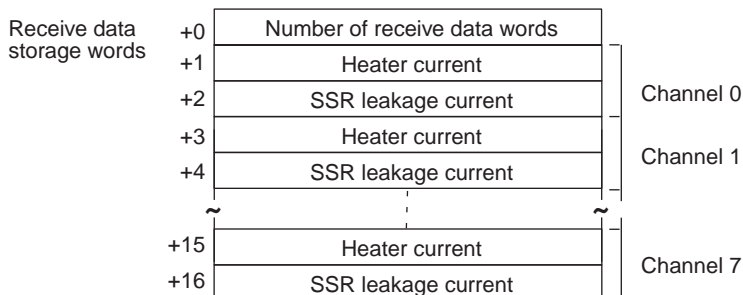 Receive data
storage words
+0 Number of receive data words
+1 Heater current
+2 SSR leakage current
Channel 0
+3 Heater current
+4 SSR leakage current
Channel 1
~ ~
+15 Heater current
+16 SSR leakage current
Channel 7